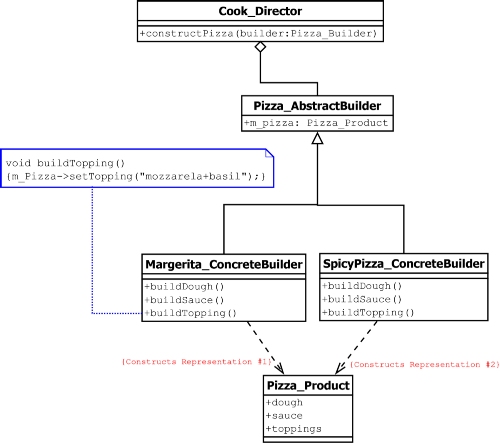 Cook_Director
+constructPizza(builder:Pizza_Builder)
Pizza_AbstractBuilder
+m_pizza: Pizza_Product
void buildTopping()
{m_Pizza->setTopping("mozzarela+basil");}
Margerita_ConcreteBuilder
+buildDough()
+buildSauce()
+buildTopping()
SpicyPizza_ConcreteBuilder
+buildDough()
+buildSauce()
+buildTopping()
{Constructs Representation #1}
{Constructs Representation #2}
Pizza_Product
+dough
+sauce
+toppings